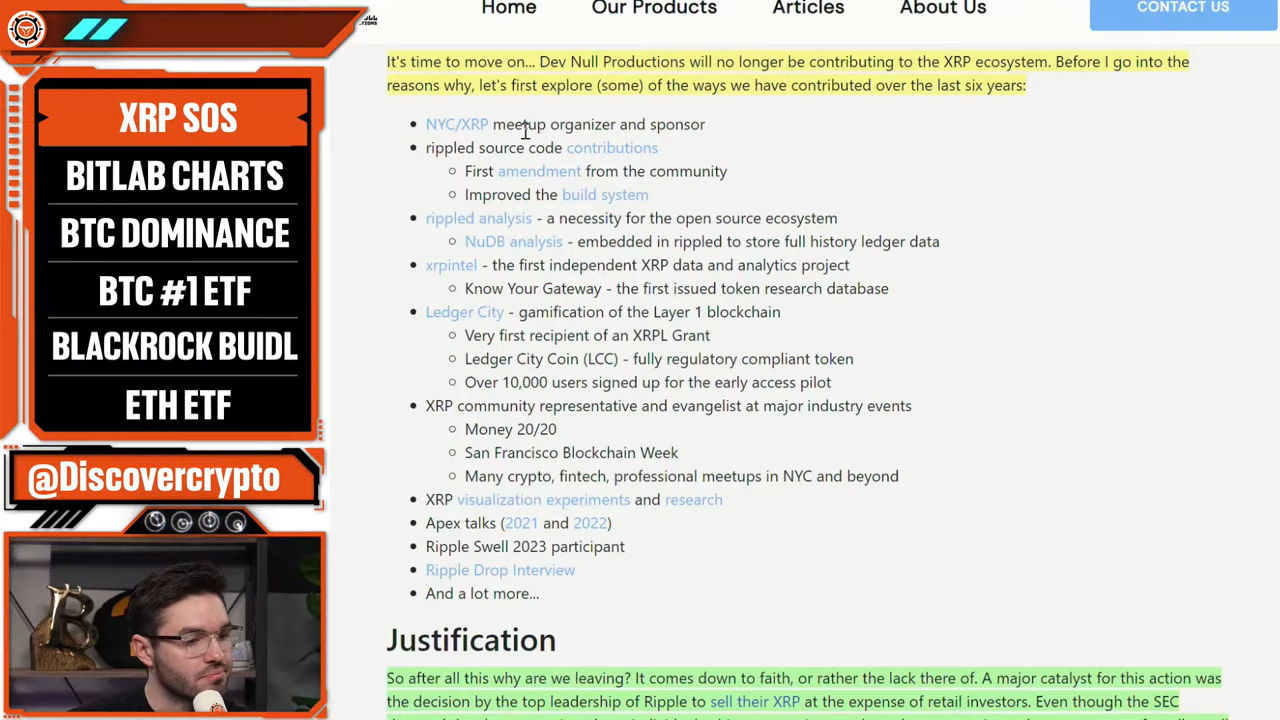 Home Our Products Articles About Us CONTACT US
XRP SOS
BITLAB CHARTS
BTC DOMINANCE
BTC #1 ETF
BLACKROCK BUIDL
ETH ETF
@Discovercrypto
It's time to move on... Dev Null Productions will no longer be contributing to the XRP ecosystem. Before I go into the
reasons why, let's first explore (some) of the ways we have contributed over the last six years:
NYC/XRP meetup organizer and sponsor
rippled source code contributions
First amendment from the community
Improved the build system
rippled analysis - a necessity for the open source ecosystem
NuDB analysis - embedded in rippled to store full history ledger data
xrpintel - the first independent XRP data and analytics project
Know Your Gateway - the first issued token research database
Ledger City - gamification of the Layer 1 blockchain
Very first recipient of an XRPL Grant
Ledger City Coin (LCC) - fully regulatory compliant token
Over 10,000 users signed up for the early access pilot
XRP community representative and evangelist at major industry events
Money 20/20
San Francisco Blockchain Week
Many crypto, fintech, professional meetups in NYC and beyond
XRP visualization experiments and research
Apex talks (2021 and 2022)
Ripple Swell 2023 participant
Ripple Drop Interview
And a lot more...
Justification
So after all this why are we leaving? It comes down to faith, or rather the lack there of. A major catalyst for this action was
the decision by the top leadership of Ripple to sell their XRP at the expense of retail investors. Even though the SEC